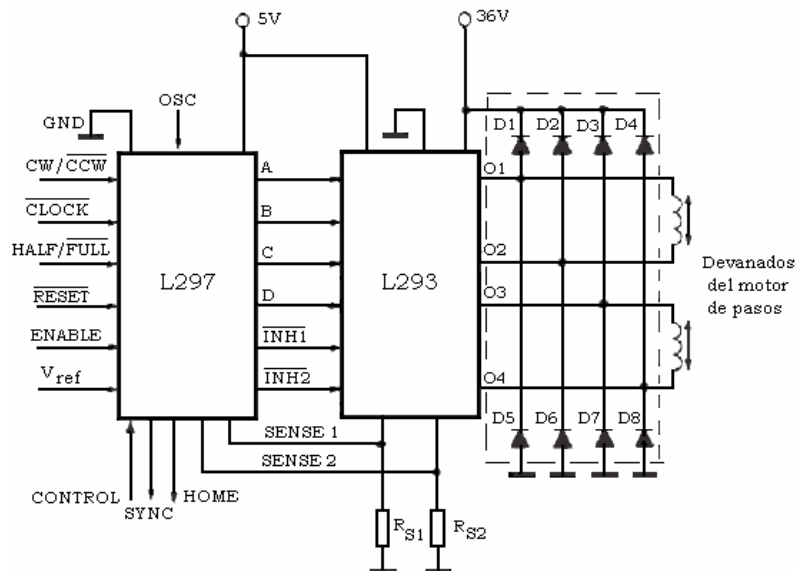 5V
36V
OSC
GND
D1 D2 D3 D4
CW/CCW
CLOCK
HALF/FULL
RESET
ENABLE
Vref
L297
A
B
C
D
INH1
INH2
L293
O1
O2
O3
O4
Devanados
del motor
de pasos
D5 D6 D7 D8
SENSE 1
SENSE 2
CONTROL
SYNC
HOME
RS1
RS2